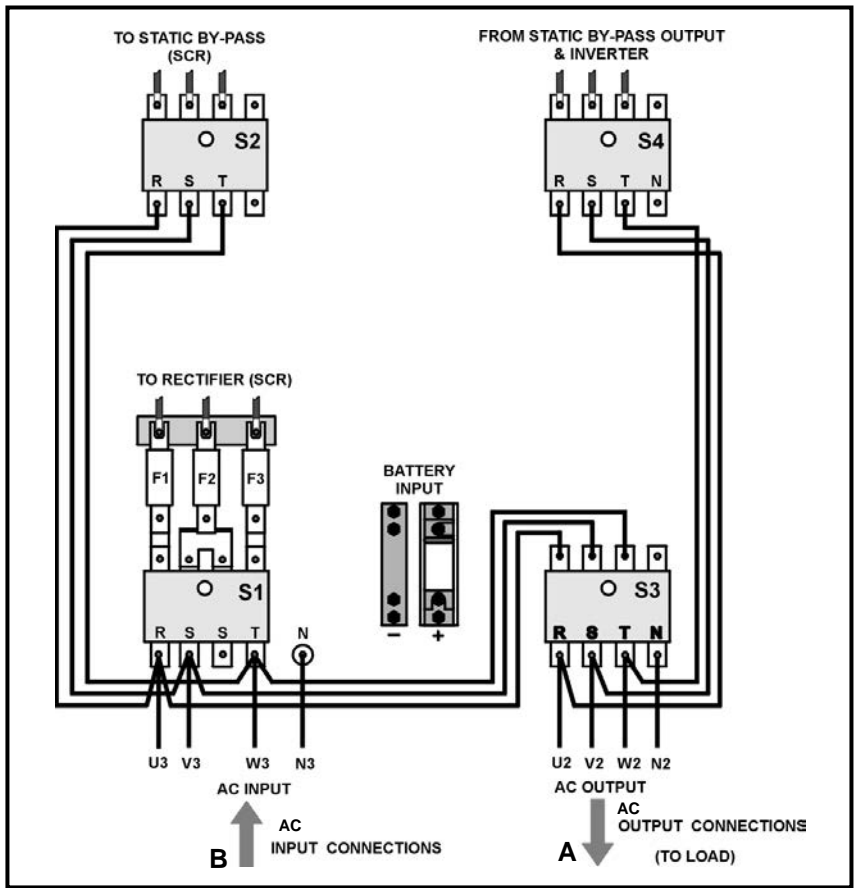 TO STATIC BY-PASS
(SCR)
FROM STATIC BY-PASS OUTPUT
& INVERTER
S2
R S T
S4
R S T N
TO RECTIFIER (SCR)
F1 F2 F3
BATTERY
INPUT
- +
S1
R S S T
N
S3
R S T N
U3 V3 W3 N3
AC INPUT
AC
B INPUT CONNECTIONS
U2 V2 W2 N2
AC OUTPUT
AC
OUTPUT CONNECTIONS
A (TO LOAD)